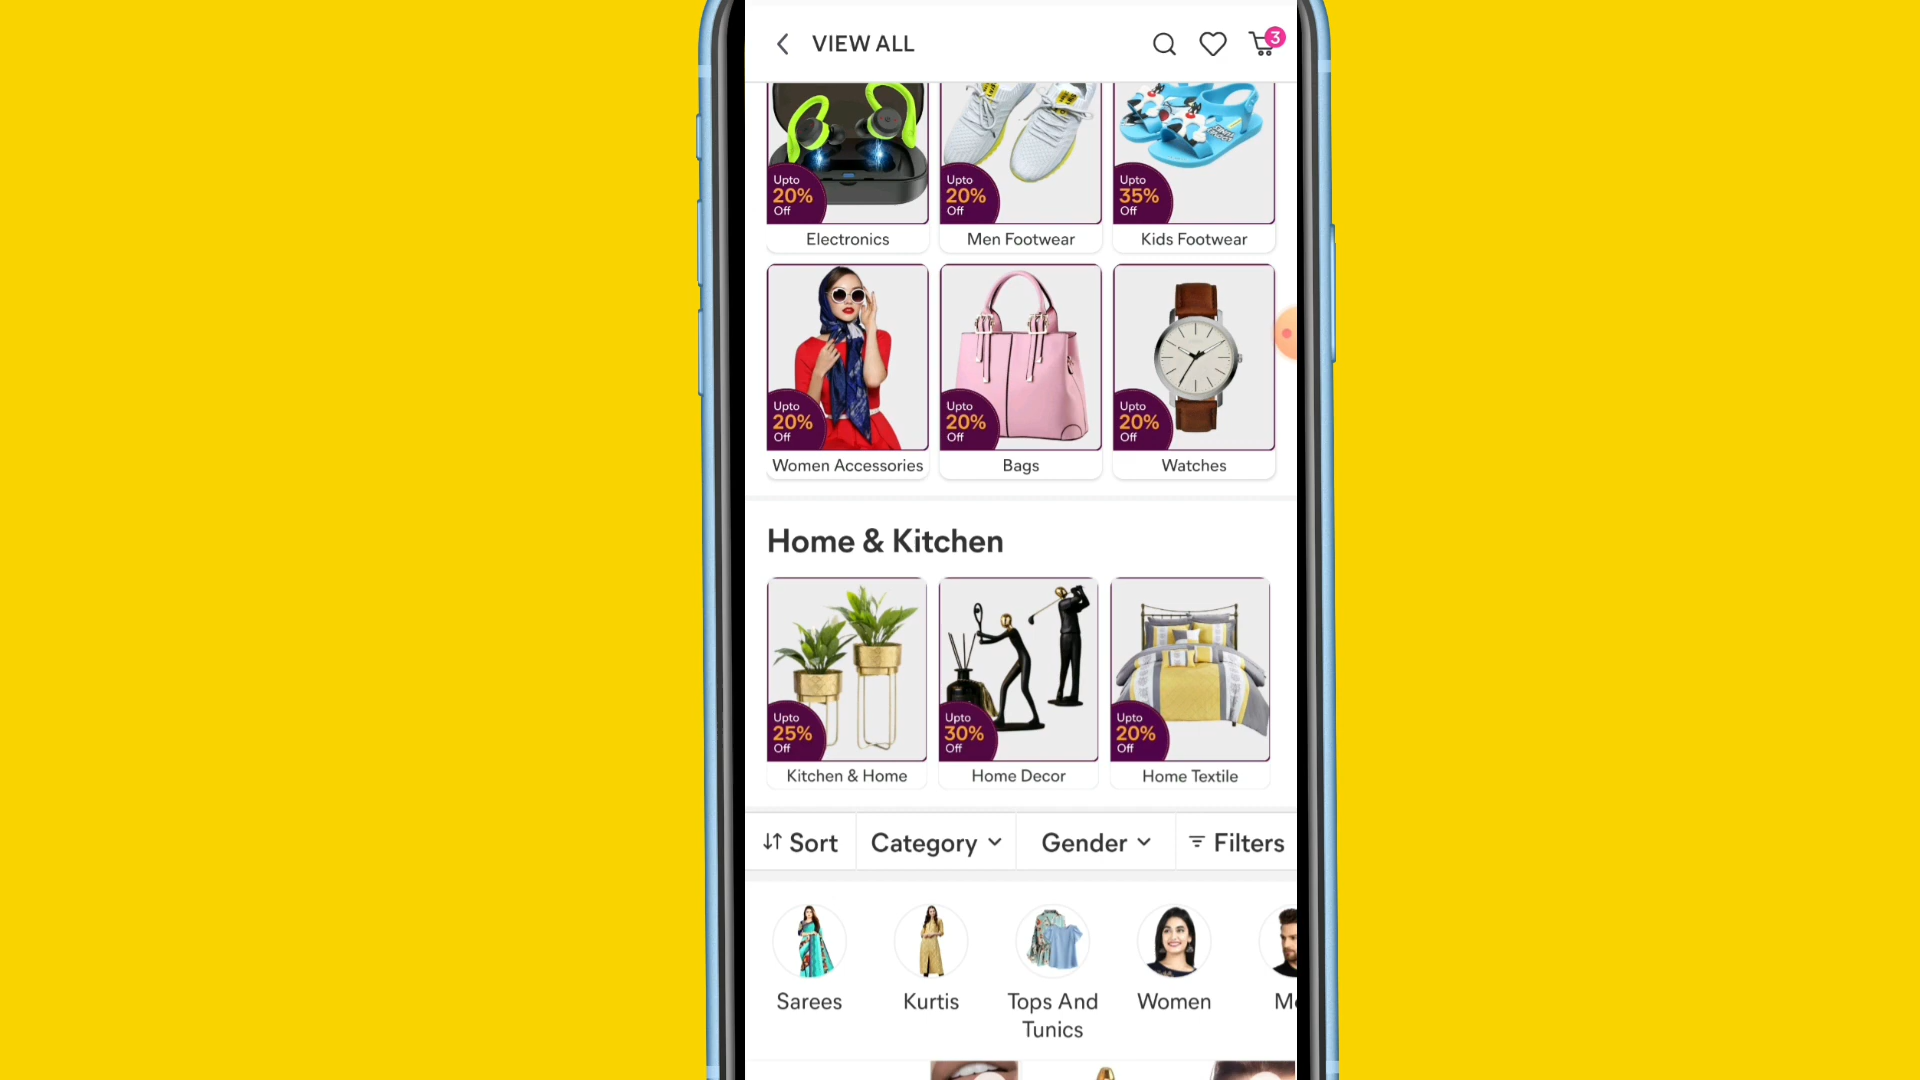 VIEW ALL
3
Upto
20%
Off
Upto
20%
Off
Upto
35%
Off
Electronics
Men Footwear
Kids Footwear
Upto
20%
Off
Upto
20%
Off
Upto
20%
Off
Women Accessories
Bags
Watches
Home & Kitchen
Upto
25%
Off
Upto
30%
Off
Upto
20%
Off
Kitchen & Home
Home Decor
Home Textile
Sort
Category
Gender
Filters
Sarees
Kurtis
Tops And
Tunics
Women